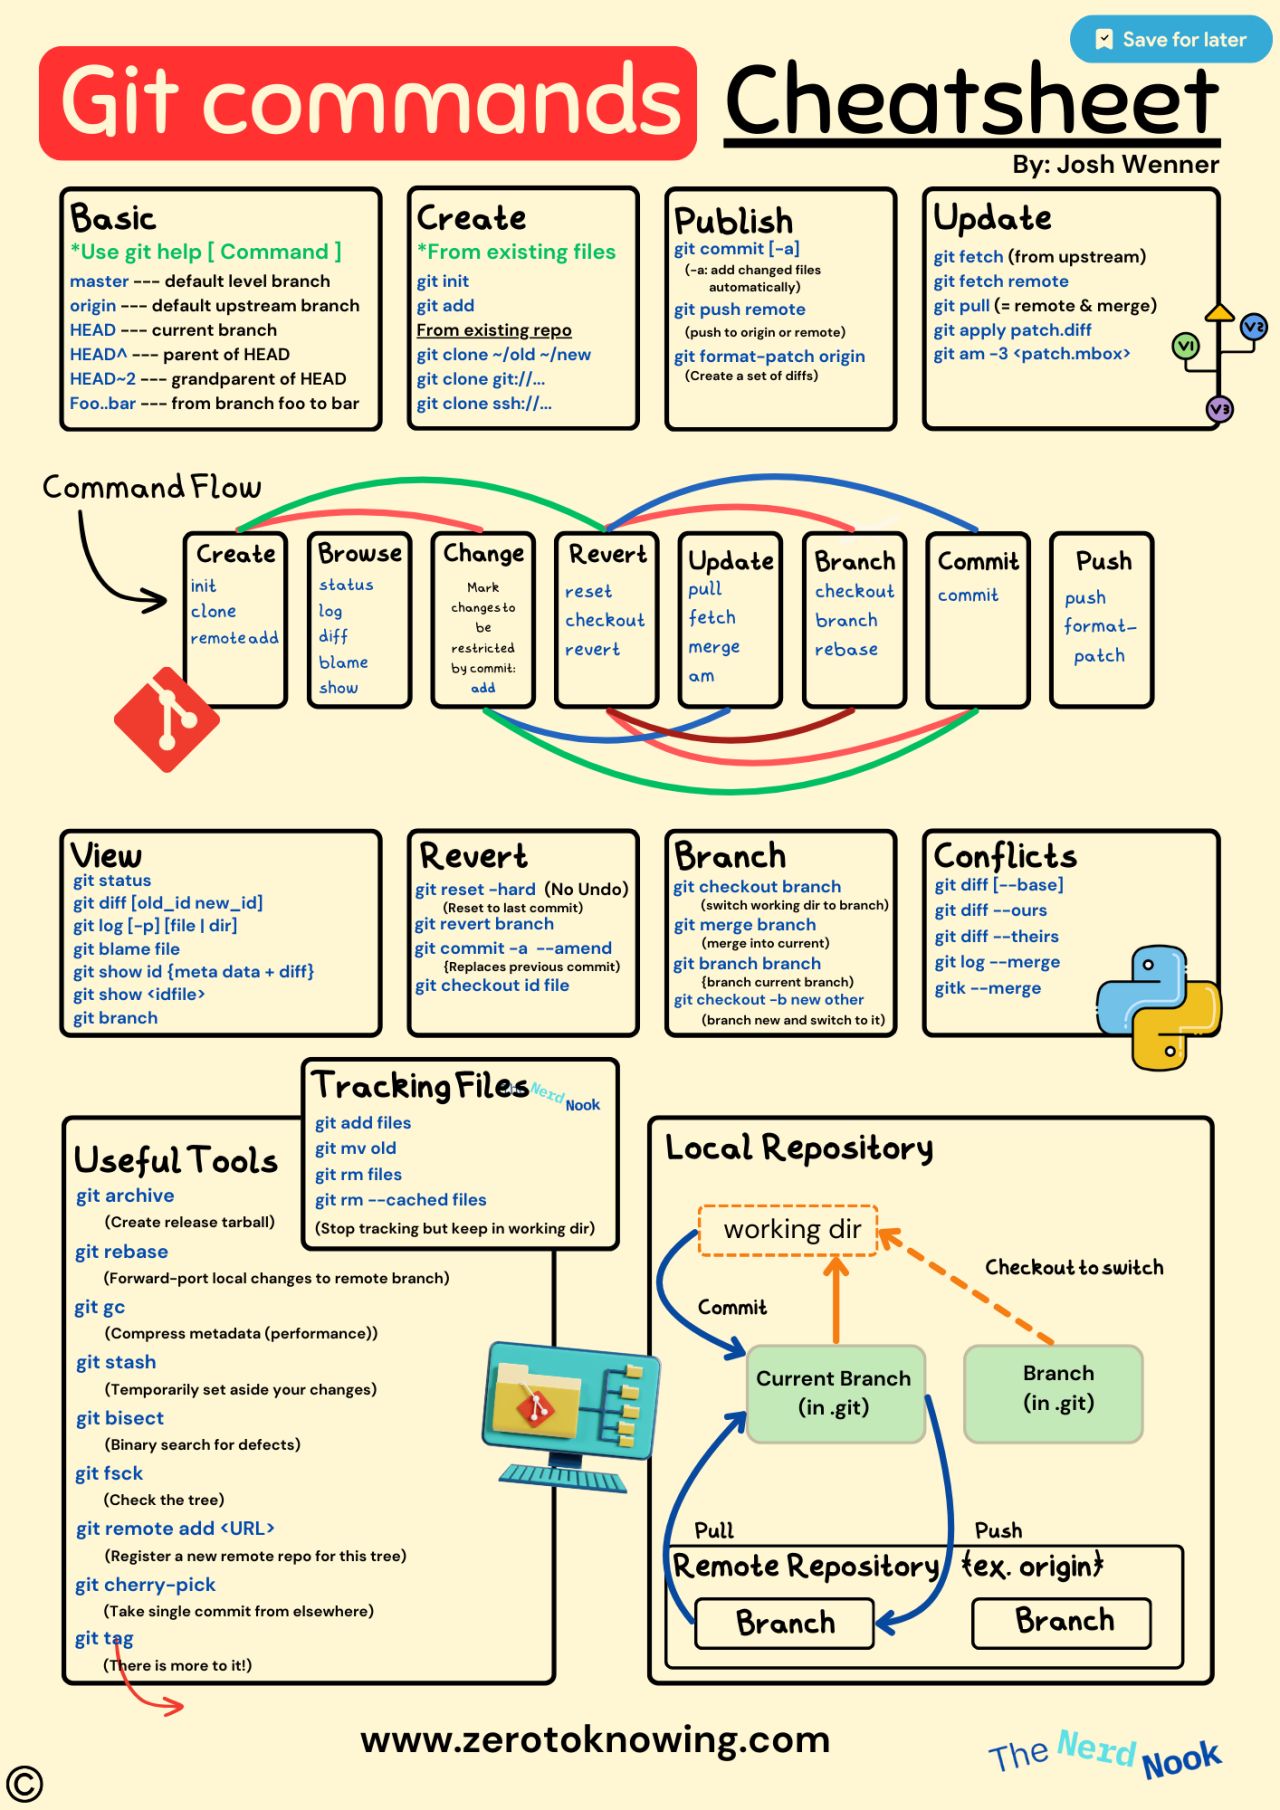 Save for later
Git commands Cheatsheet
By: Josh Wenner
Basic
*Use git help [ Command ]
master --- default level branch
origin --- default upstream branch
HEAD --- current branch
HEAD^ --- parent of HEAD
HEAD~2 --- grandparent of HEAD
Foo..bar --- from branch foo to bar
Create
*From existing files
git init
git add
From existing repo
git clone ~/old ~/new
git clone git://...
git clone ssh://...
Publish
git commit [-a]
(-a: add changed files
automatically)
git push remote
(push to origin or remote)
git format-patch origin
(Create a set of diffs)
Update
git fetch (from upstream)
git fetch remote
git pull (= remote & merge)
git apply patch.diff
git am -3 <patch.mbox>
V1
V2
V3
Command Flow
Create
init
clone
remote add
Browse
status
log
diff
blame
show
Change
Mark
changes to
be
restricted
by commit:
add
Revert
reset
checkout
revert
Update
pull
fetch
merge
am
Branch
checkout
branch
rebase
Commit
commit
Push
push
format-
patch
View
git status
git diff [old_id new_id]
git log [-p] [file | dir]
git blame file
git show id {meta data + diff}
git show <idfile>
git branch
Revert
git reset -hard (No Undo)
(Reset to last commit)
git revert branch
git commit -a --amend
{Replaces previous commit)
git checkout id file
Branch
git checkout branch
(switch working dir to branch)
git merge branch
(merge into current)
git branch branch
{branch current branch)
git checkout -b new other
(branch new and switch to it)
Conflicts
git diff [--base]
git diff --ours
git diff --theirs
git log --merge
gitk --merge
Tracking Files
The Nerd Nook
git add files
git mv old
git rm files
git rm --cached files
(Stop tracking but keep in working dir)
Useful Tools
git archive
(Create release tarball)
git rebase
(Forward-port local changes to remote branch)
git gc
(Compress metadata (performance))
git stash
(Temporarily set aside your changes)
git bisect
(Binary search for defects)
git fsck
(Check the tree)
git remote add <URL>
(Register a new remote repo for this tree)
git cherry-pick
(Take single commit from elsewhere)
git tag
(There is more to it!)
Local Repository
working dir
Checkout to switch
Commit
Current Branch
(in .git)
Branch
(in .git)
Pull
Push
Remote Repository {ex. origin}
Branch
Branch
www.zerotoknowing.com
The Nerd Nook
©